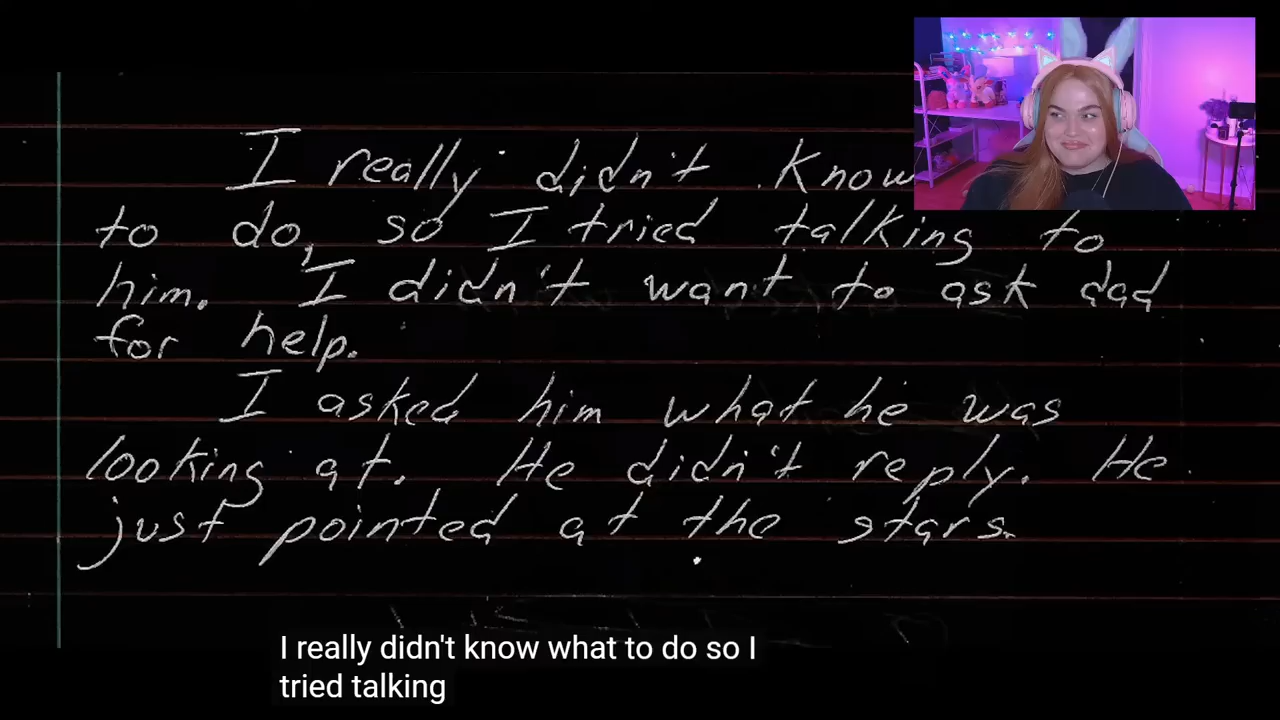 I really didn't know
to do, so I tried talking to
him. I didn't want to ask dad
for help.
I asked him what he was
looking at. He didn't reply. He
just pointed at the stars.
I really didn't know what to do so I
tried talking